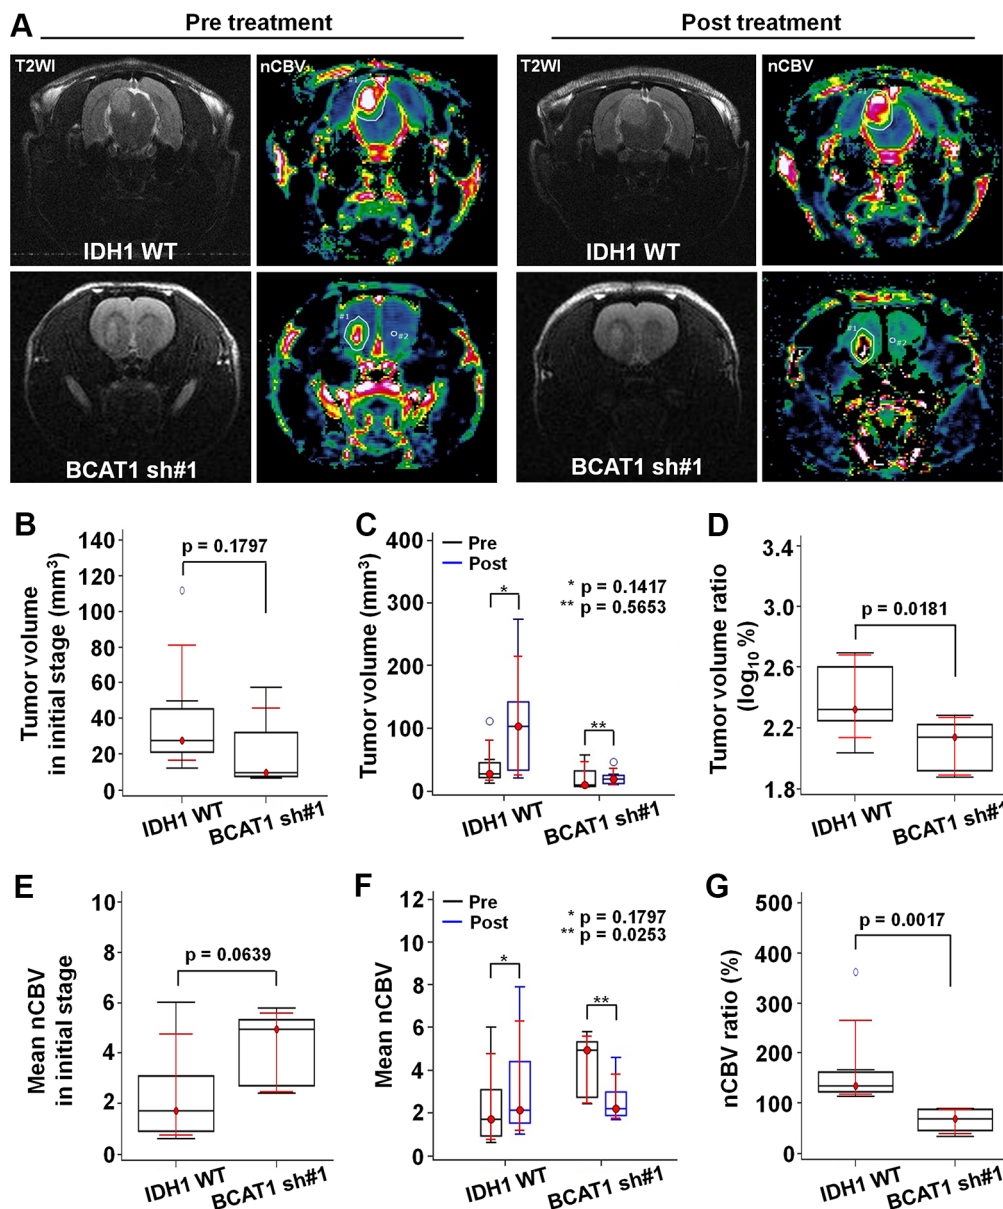 A
Pre treatment
Post treatment
T2WI
nCBV
T2WI
nCBV
#1
#1
IDH1 WT
IDH1 WT
#1
#2
#1
#2
BCAT1 sh#1
BCAT1 sh#1
B
Tumor volume
in initial stage (mm³)
140
120
100
80
60
40
20
0
p = 0.1797
IDH1 WT
BCAT1 sh#1
C
Tumor volume (mm³)
400
300
200
100
0
Pre
Post
*
**
* p = 0.1417
** p = 0.5653
IDH1 WT
BCAT1 sh#1
D
Tumor volume ratio
(log₁₀ %)
3.4
3.0
2.6
2.2
1.8
p = 0.0181
IDH1 WT
BCAT1 sh#1
E
Mean nCBV
in initial stage
10
8
6
4
2
0
p = 0.0639
IDH1 WT
BCAT1 sh#1
F
Mean nCBV
12
10
8
6
4
2
0
Pre
Post
*
**
* p = 0.1797
** p = 0.0253
IDH1 WT
BCAT1 sh#1
G
nCBV ratio (%)
500
400
300
200
100
0
p = 0.0017
IDH1 WT
BCAT1 sh#1